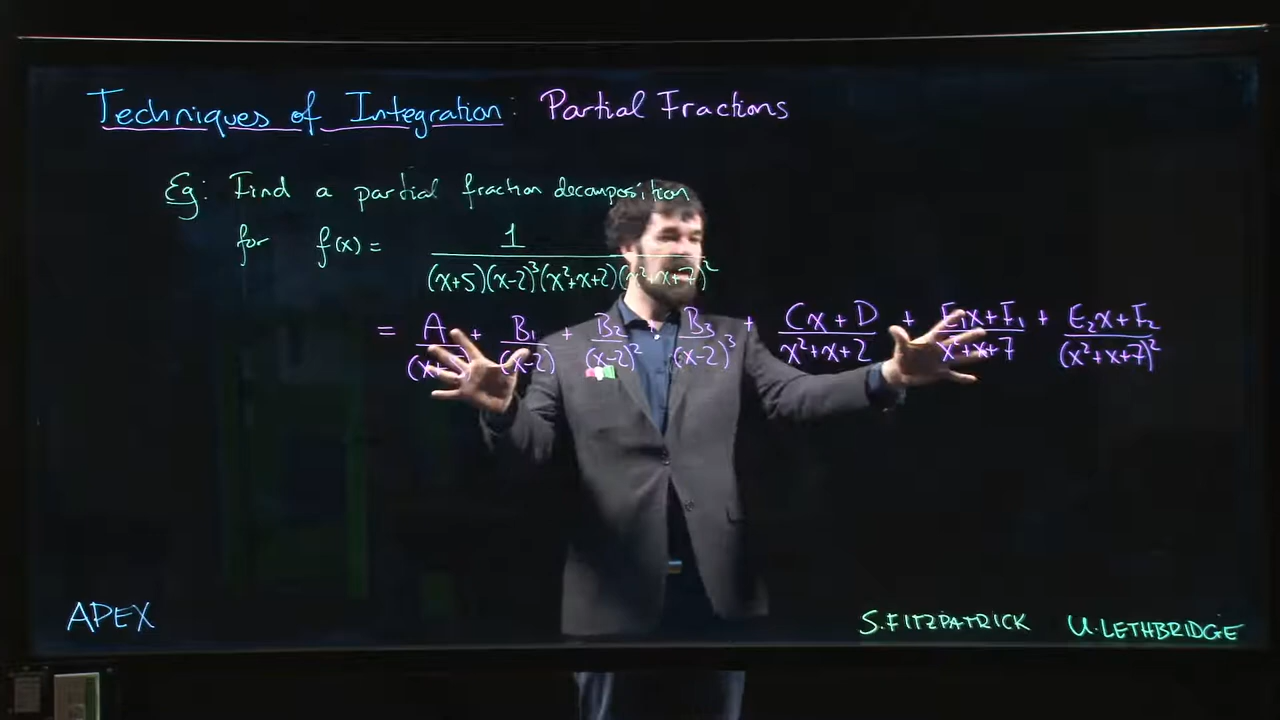 Techniques of Integration: Partial Fractions
Eg: Find a partial fraction decomposition
for f(x) = 1 / (x+5)(x-2)³(x²+x+2)(x²+x+7)²
= A/(x+5) + B₁/(x-2) + B₂/(x-2)² + B₃/(x-2)³ + Cx+D/x²+x+2 + E₁x+F₁/x²+x+7 + E₂x+F₂/(x²+x+7)²
APEX
S.FITZPATRICK U.LETHBRIDGE